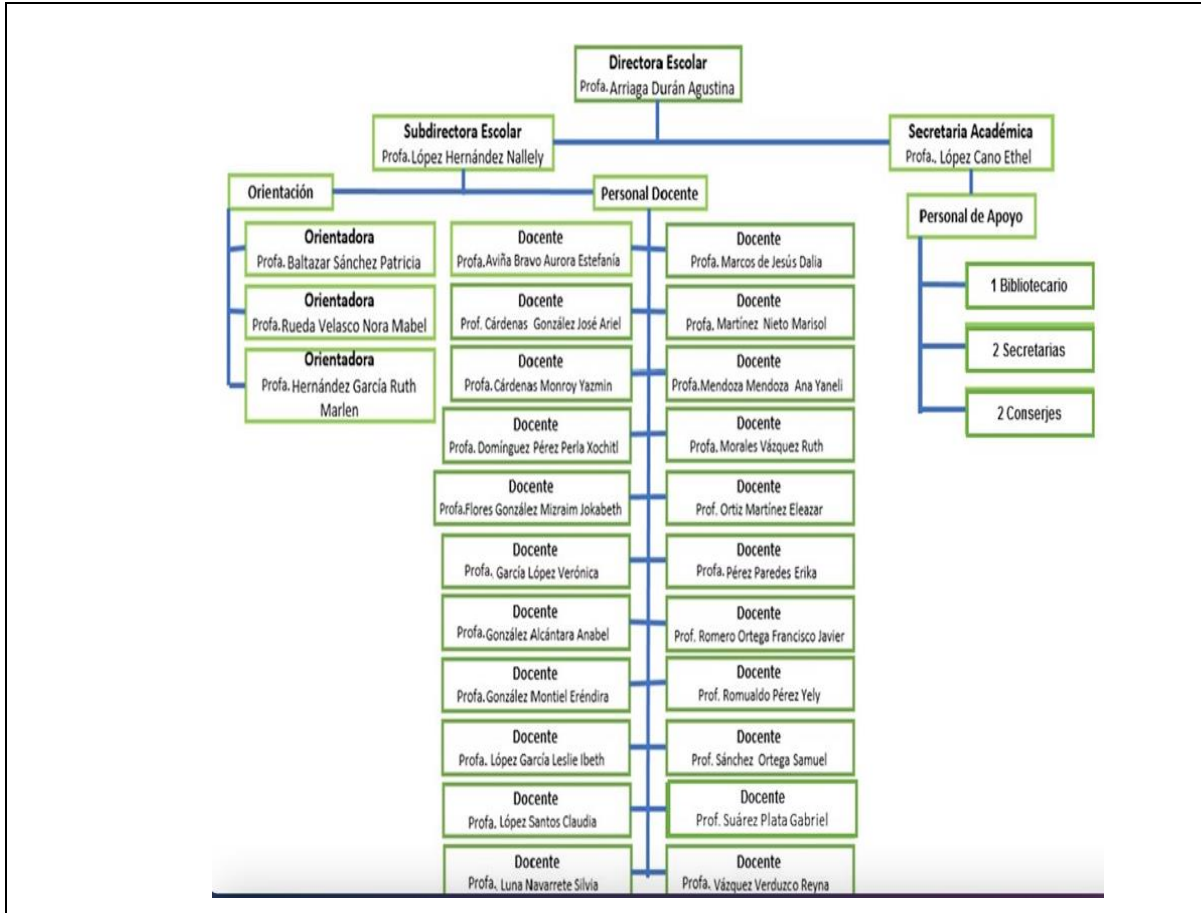 Directora Escolar
Profa. Arriaga Durán Agustina
Subdirectora Escolar
Profa. López Hernández Nallely
Secretaria Académica
Profa., López Cano Ethel
Orientación
Personal Docente
Personal de Apoyo
Orientadora
Profa. Baltazar Sánchez Patricia
Orientadora
Profa. Rueda Velasco Nora Mabel
Orientadora
Profa. Hernández García Ruth
Marlen
Docente
Profa. Aviña Bravo Aurora Estefanía
Docente
Prof. Cárdenas González José Ariel
Docente
Profa. Cárdenas Monroy Yazmin
Docente
Profa. Domínguez Pérez Perla Xochitl
Docente
Profa. Flores González Mizraim Jokabeth
Docente
Profa. García López Verónica
Docente
Profa. González Alcántara Anabel
Docente
Profa. González Montiel Eréndira
Docente
Profa. López García Leslie Ibeth
Docente
Profa. López Santos Claudia
Docente
Profa. Luna Navarrete Silvia
Docente
Profa. Marcos de Jesús Dalia
Docente
Profa. Martínez Nieto Marisol
Docente
Profa. Mendoza Mendoza Ana Yaneli
Docente
Profa. Morales Vázquez Ruth
Docente
Prof. Ortiz Martínez Eleazar
Docente
Profa. Pérez Paredes Erika
Docente
Prof. Romero Ortega Francisco Javier
Docente
Prof. Romualdo Pérez Yely
Docente
Prof. Sánchez Ortega Samuel
Docente
Prof. Suárez Plata Gabriel
Docente
Profa. Vázquez Verduzco Reyna
1 Bibliotecario
2 Secretarias
2 Conserjes